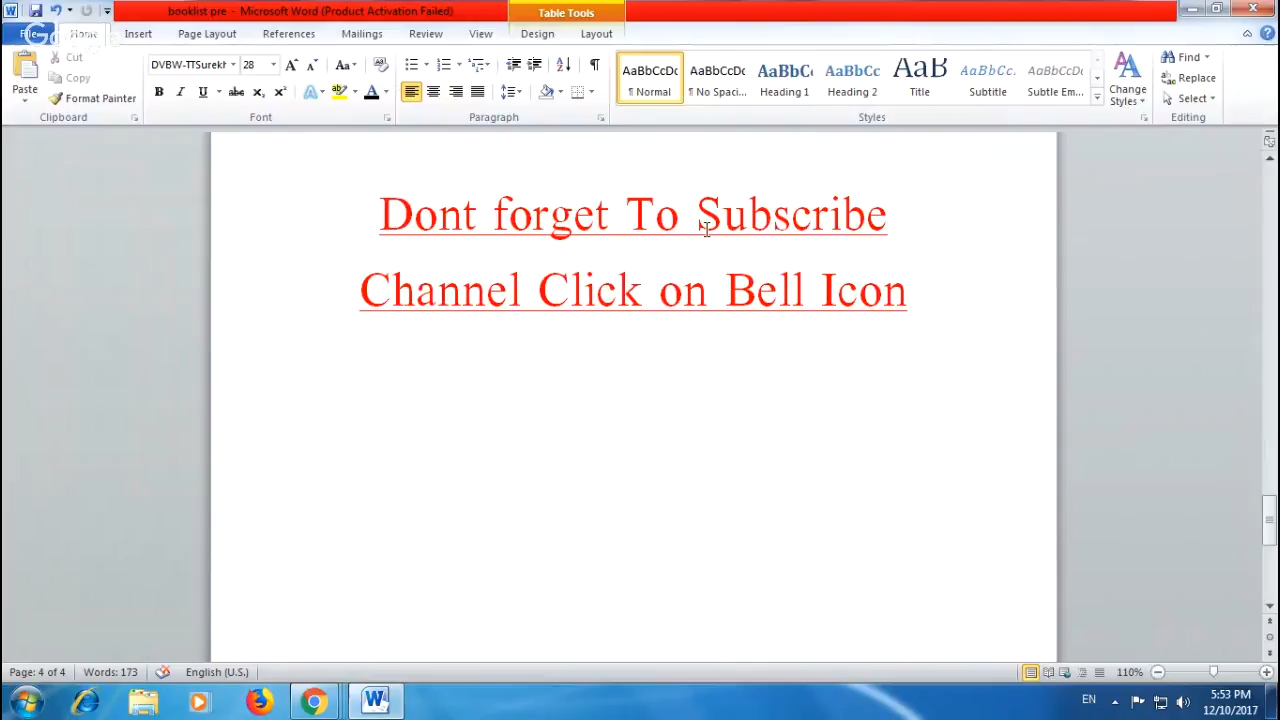 booklist pre - Microsoft Word (Product Activation Failed)
Table Tools
File
Home
Insert
Page Layout
References
Mailings
Review
View
Design
Layout
Paste
Cut
Copy
Format Painter
Clipboard
28
Font
Paragraph
AaBbCcDc
¶ Normal
AaBbCcDc
¶ No Spaci...
AaBbC(
Heading 1
AaBbCc
Heading 2
AaB
Title
AaBbCc.
Subtitle
AaBbCcDc
Subtle Em...
Change Styles
Styles
Find
Replace
Select
Editing
Dont forget To Subscribe
Channel Click on Bell Icon
Page: 4 of 4
Words: 173
English (U.S.)
110%
EN
5:53 PM
12/10/2017